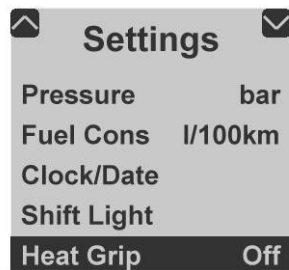 Settings
Pressure bar
Fuel Cons l/100km
Clock/Date
Shift Light
Heat Grip Off